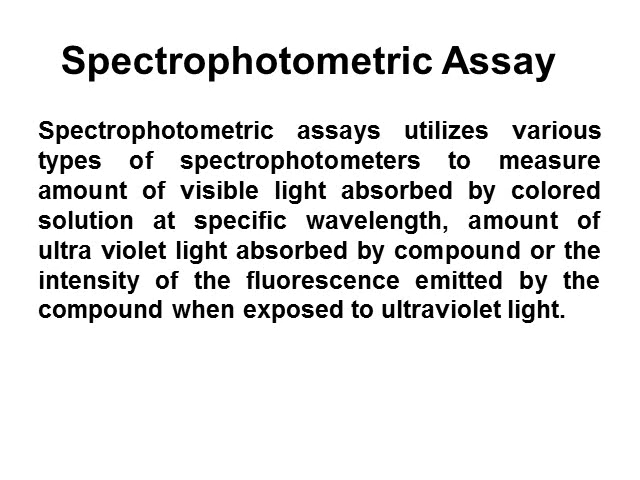 Spectrophotometric Assay
Spectrophotometric assays utilizes various
types of spectrophotometers to measure
amount of visible light absorbed by colored
solution at specific wavelength, amount of
ultra violet light absorbed by compound or the
intensity of the fluorescence emitted by the
compound when exposed to ultraviolet light.